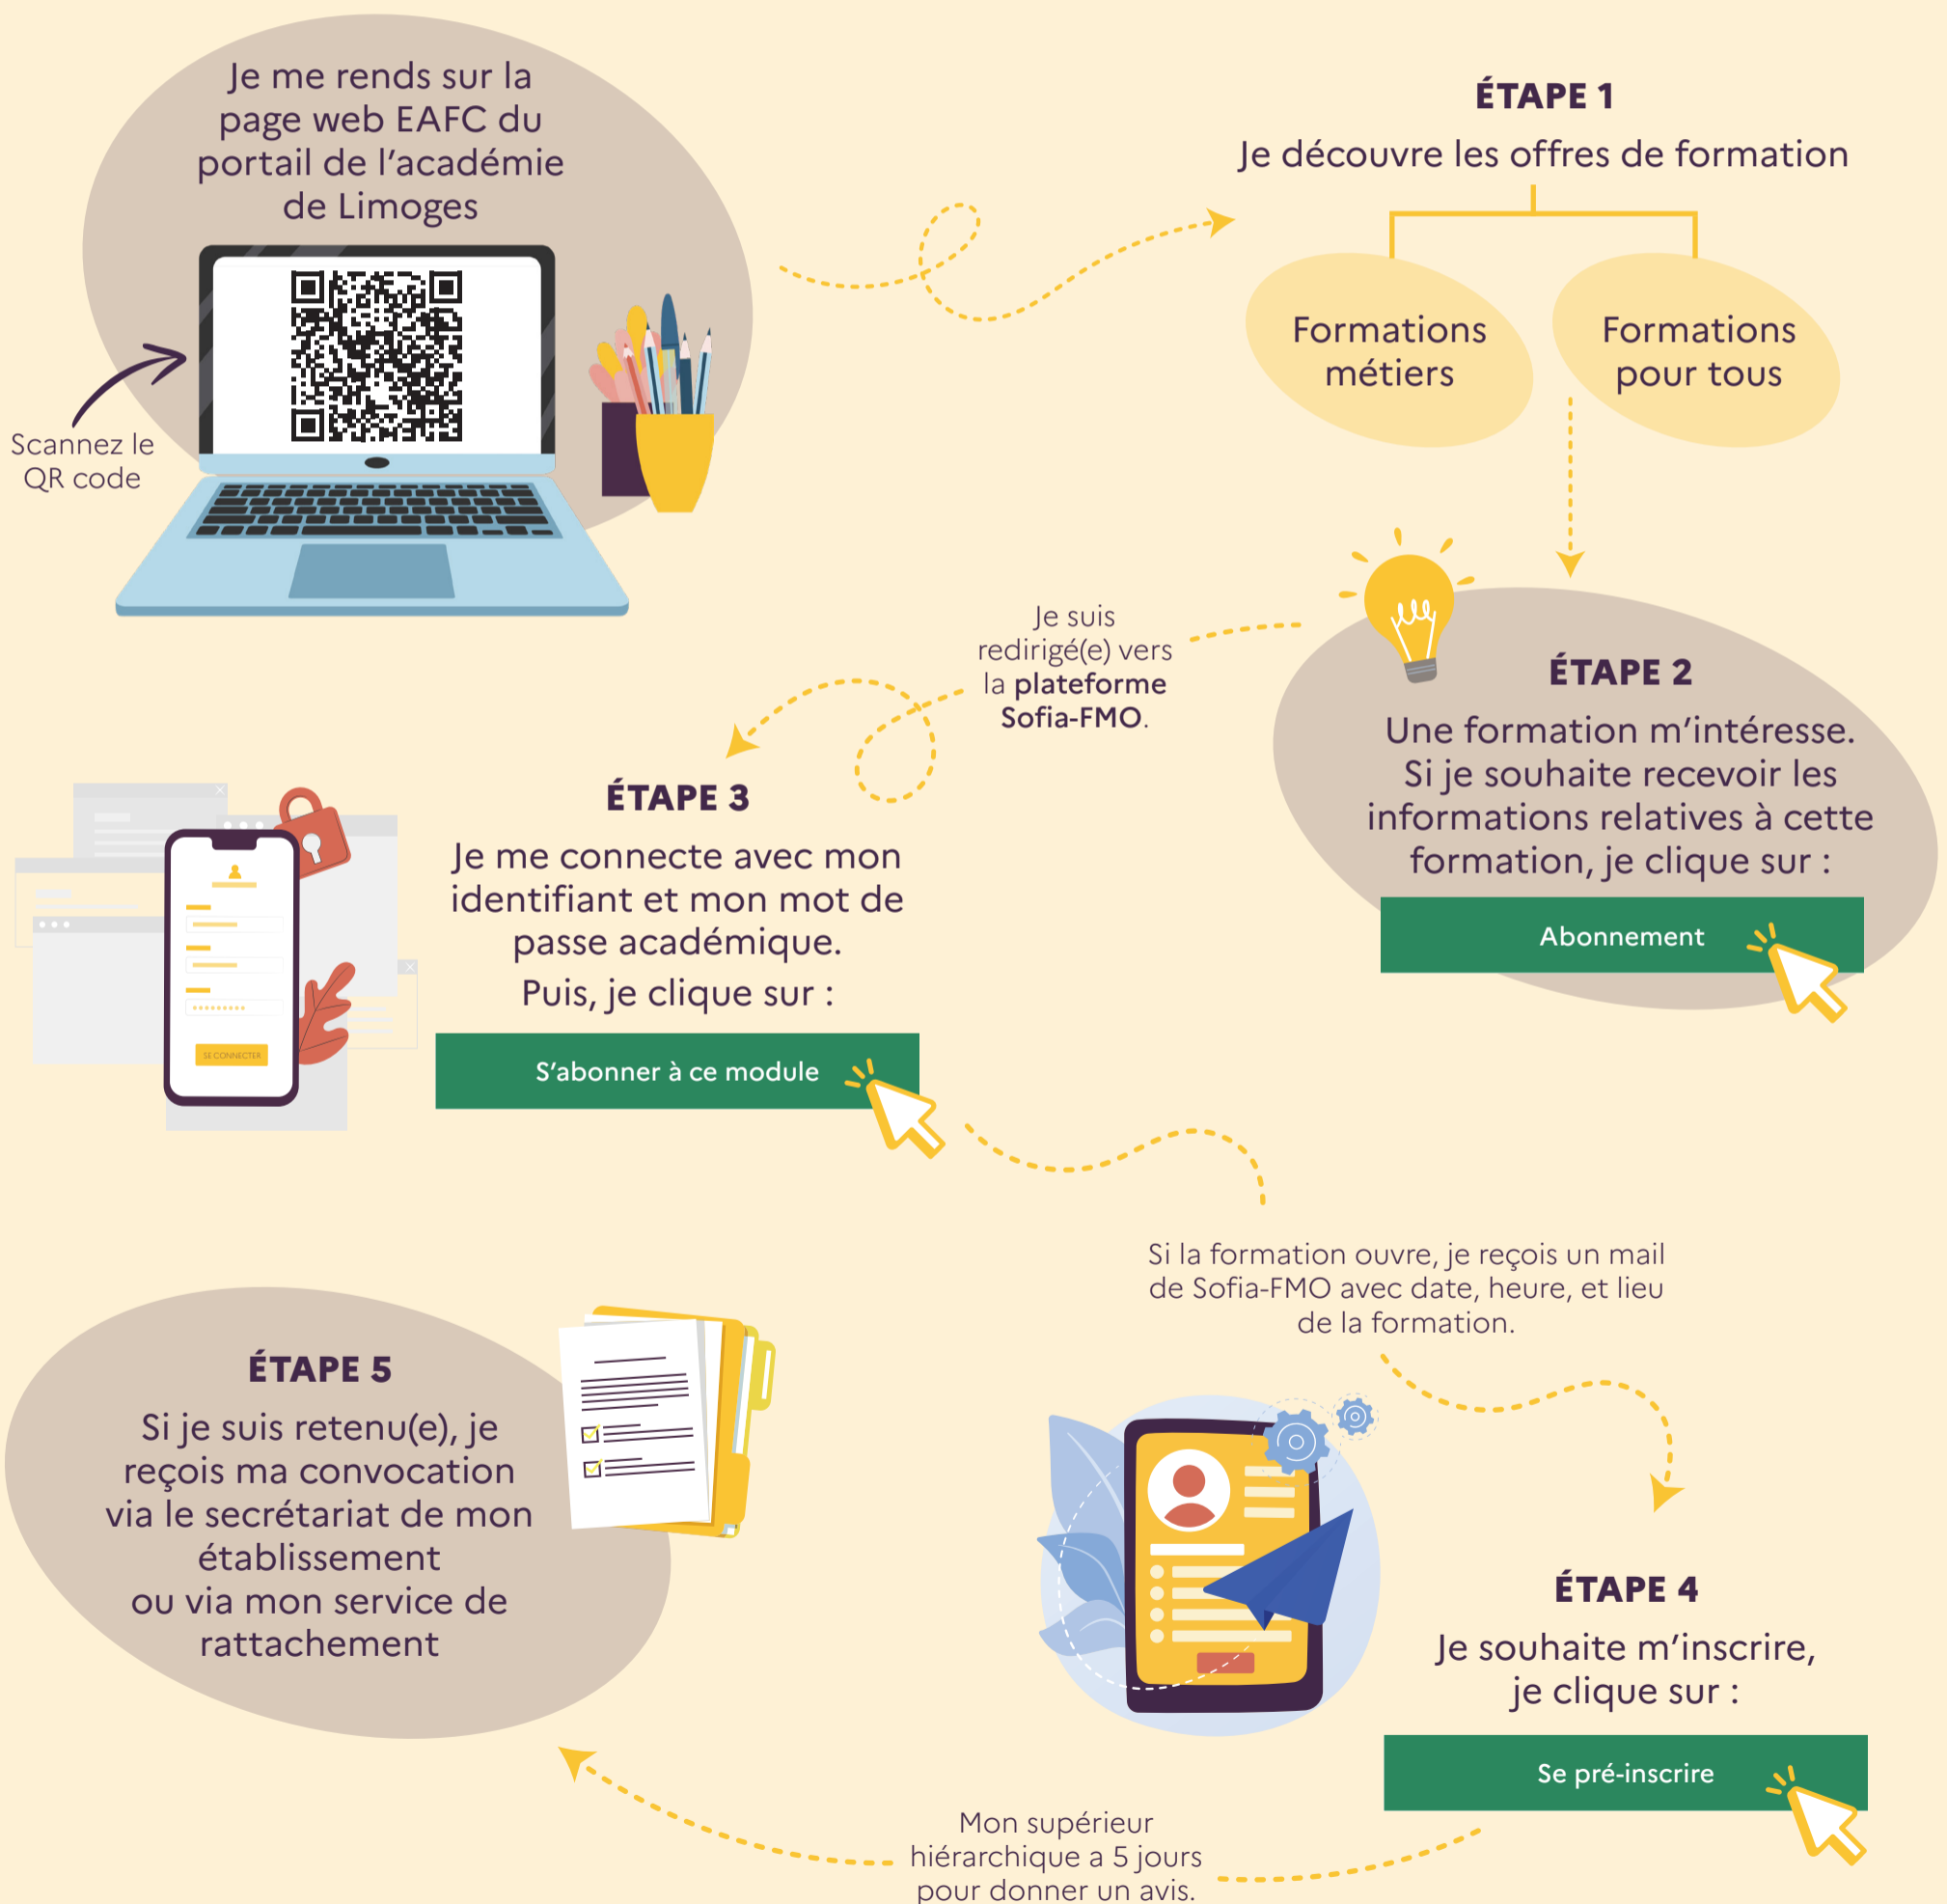 Je me rends sur la
page web EAFC du
portail de l'académie
de Limoges
Scannez le
QR code
ÉTAPE 1
Je découvre les offres de formation
Formations
métiers
Formations
pour tous
ÉTAPE 2
Une formation m'intéresse.
Si je souhaite recevoir les
informations relatives à cette
formation, je clique sur :
Abonnement
Je suis
redirigé(e) vers
la plateforme
Sofia-FMO.
ÉTAPE 3
Je me connecte avec mon
identifiant et mon mot de
passe académique.
Puis, je clique sur :
S'abonner à ce module
SE CONNECTER
Si la formation ouvre, je reçois un mail
de Sofia-FMO avec date, heure, et lieu
de la formation.
ÉTAPE 4
Je souhaite m'inscrire,
je clique sur :
Se pré-inscrire
Mon supérieur
hiérarchique a 5 jours
pour donner un avis.
ÉTAPE 5
Si je suis retenu(e), je
reçois ma convocation
via le secrétariat de mon
établissement
ou via mon service de
rattachement